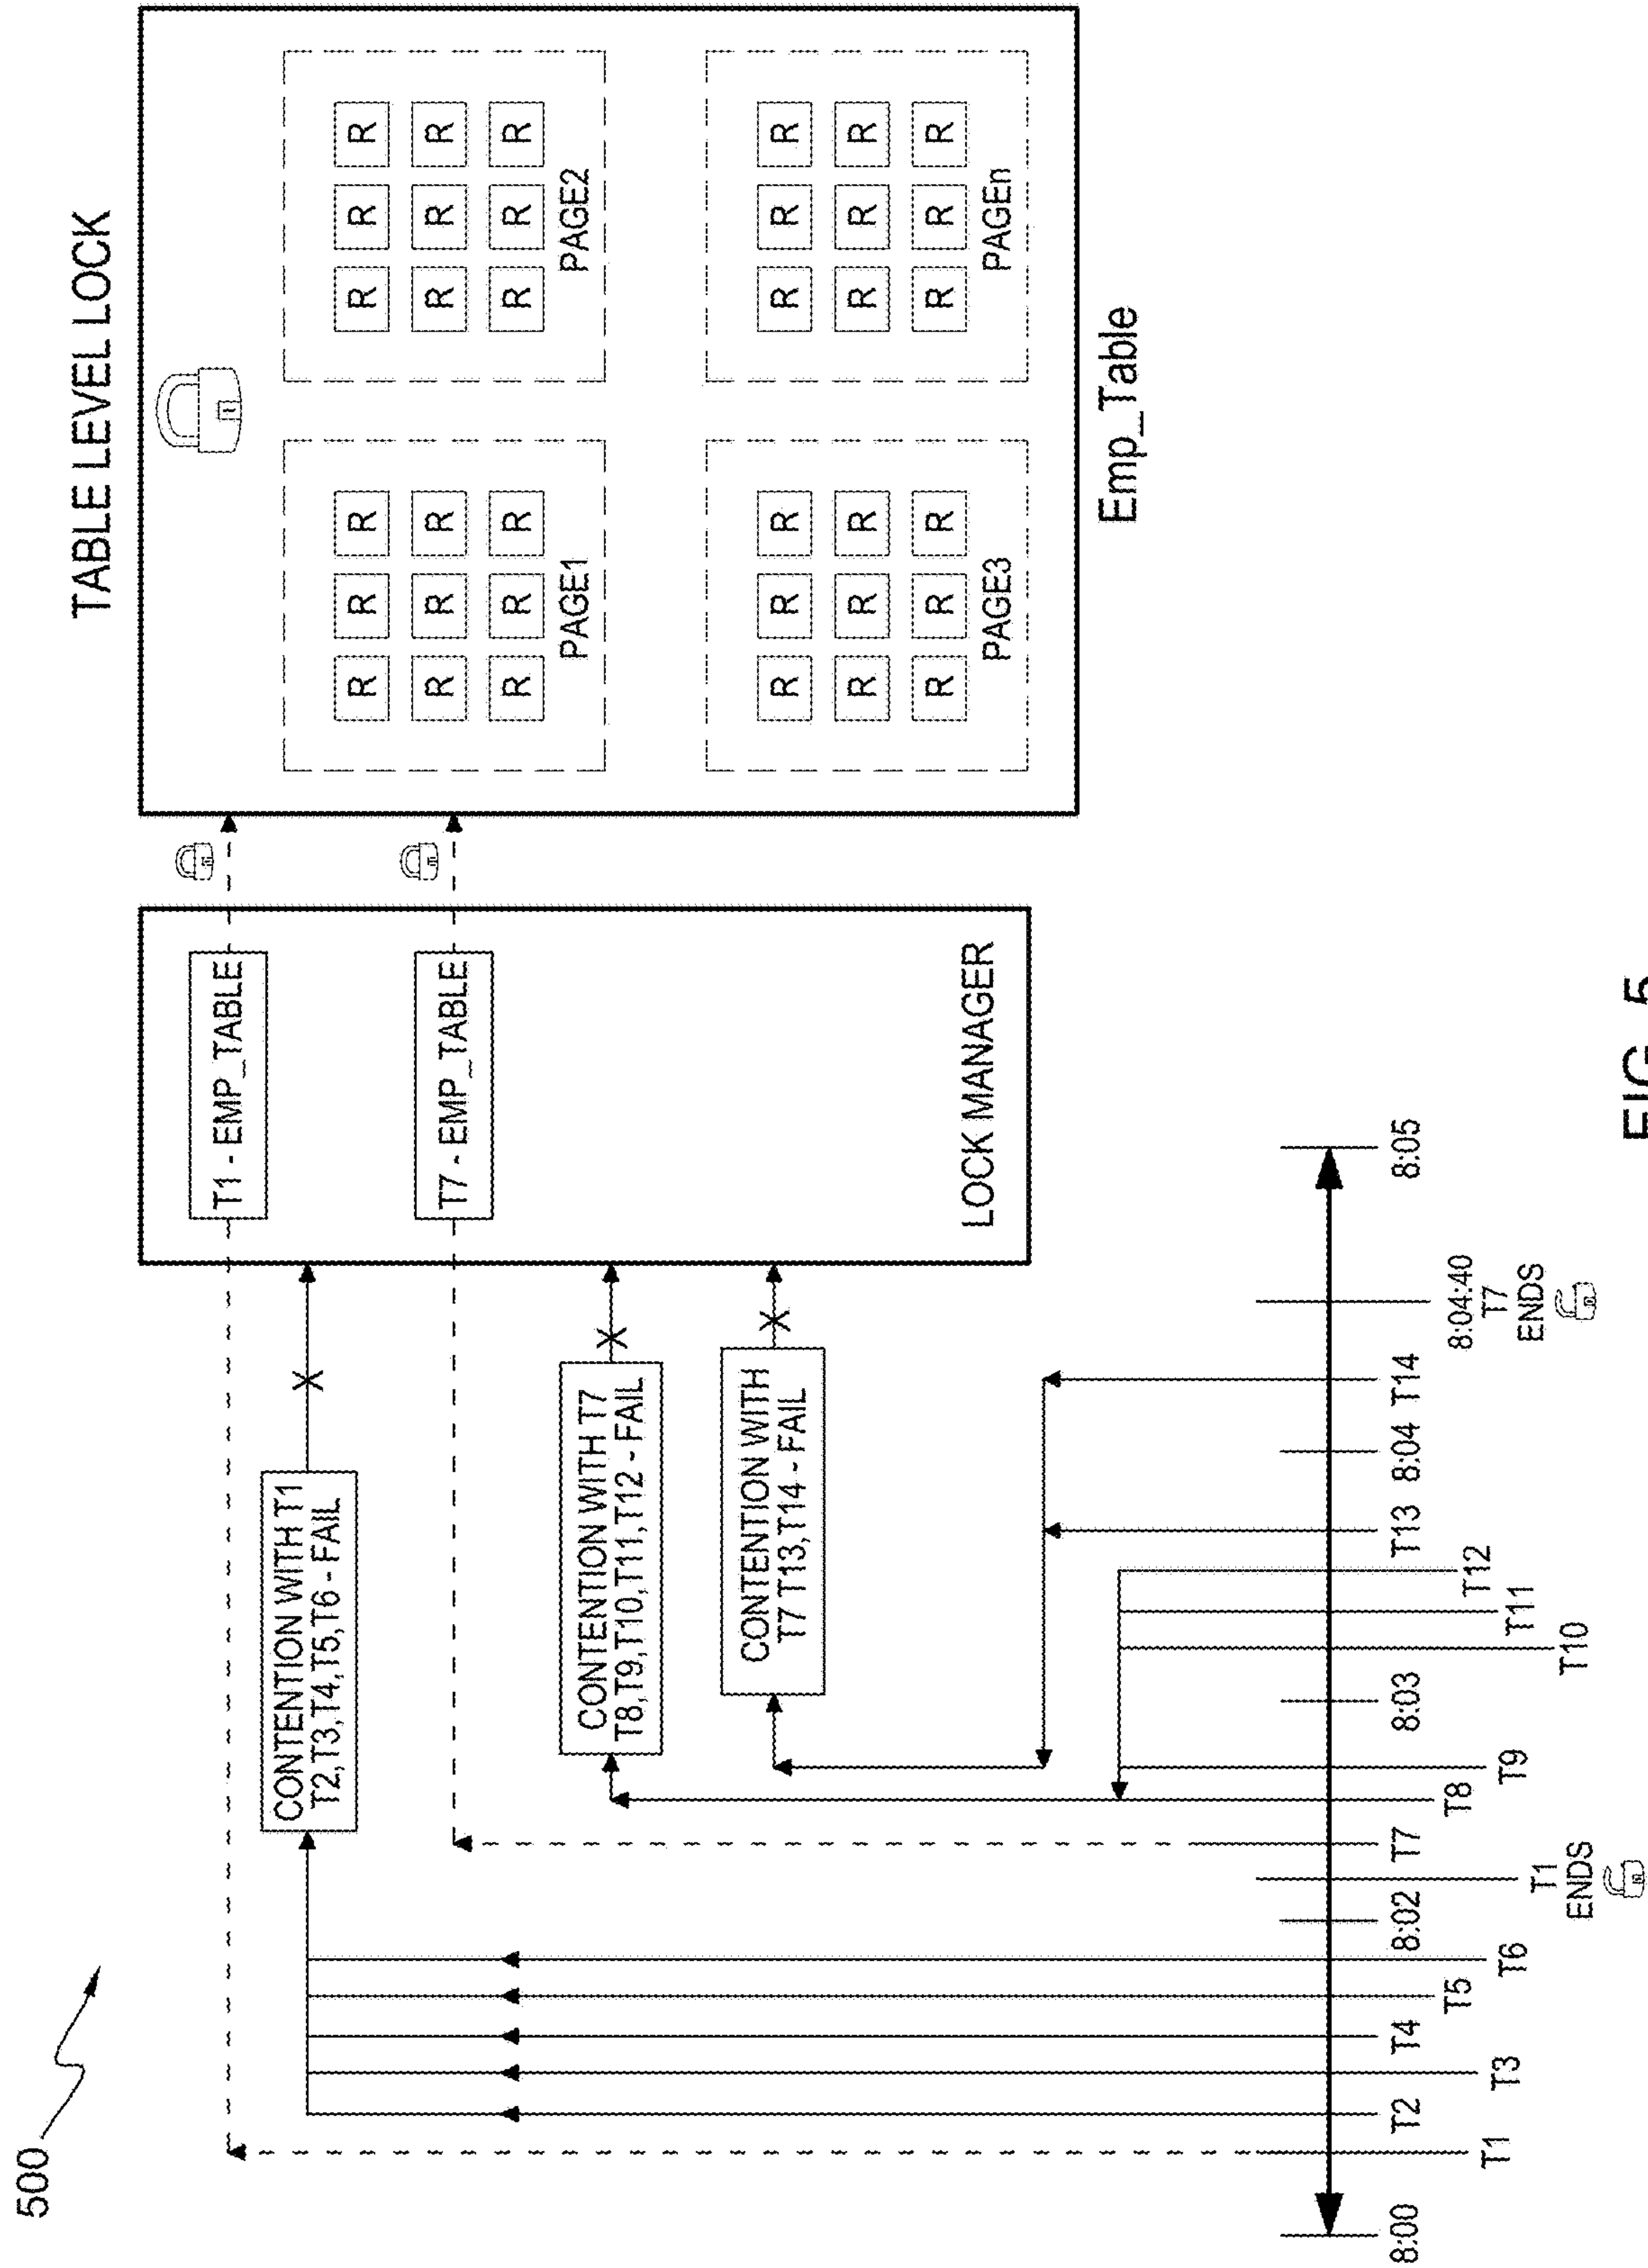 500
TABLE LEVEL LOCK
CONTENTION WITH T1
T2,T3,T4,T5,T6 - FAIL
T1 - EMP_TABLE
T7 - EMP_TABLE
CONTENTION WITH T7
T8,T9,T10,T11,T12 - FAIL
CONTENTION WITH
T7 T13,T14 - FAIL
LOCK MANAGER
R R R
R R R
R R R
PAGE1
R R R
R R R
R R R
PAGE2
R R R
R R R
R R R
PAGE3
R R R
R R R
R R R
PAGEn
Emp_Table
8:00
T1
T2
T3
T4
T5
T6
8:02
T1
ENDS
T7
T8
T9
8:03
T10
T11
T12
T13
8:04
T14
8:04:40
T7
ENDS
8:05
FIG. 5